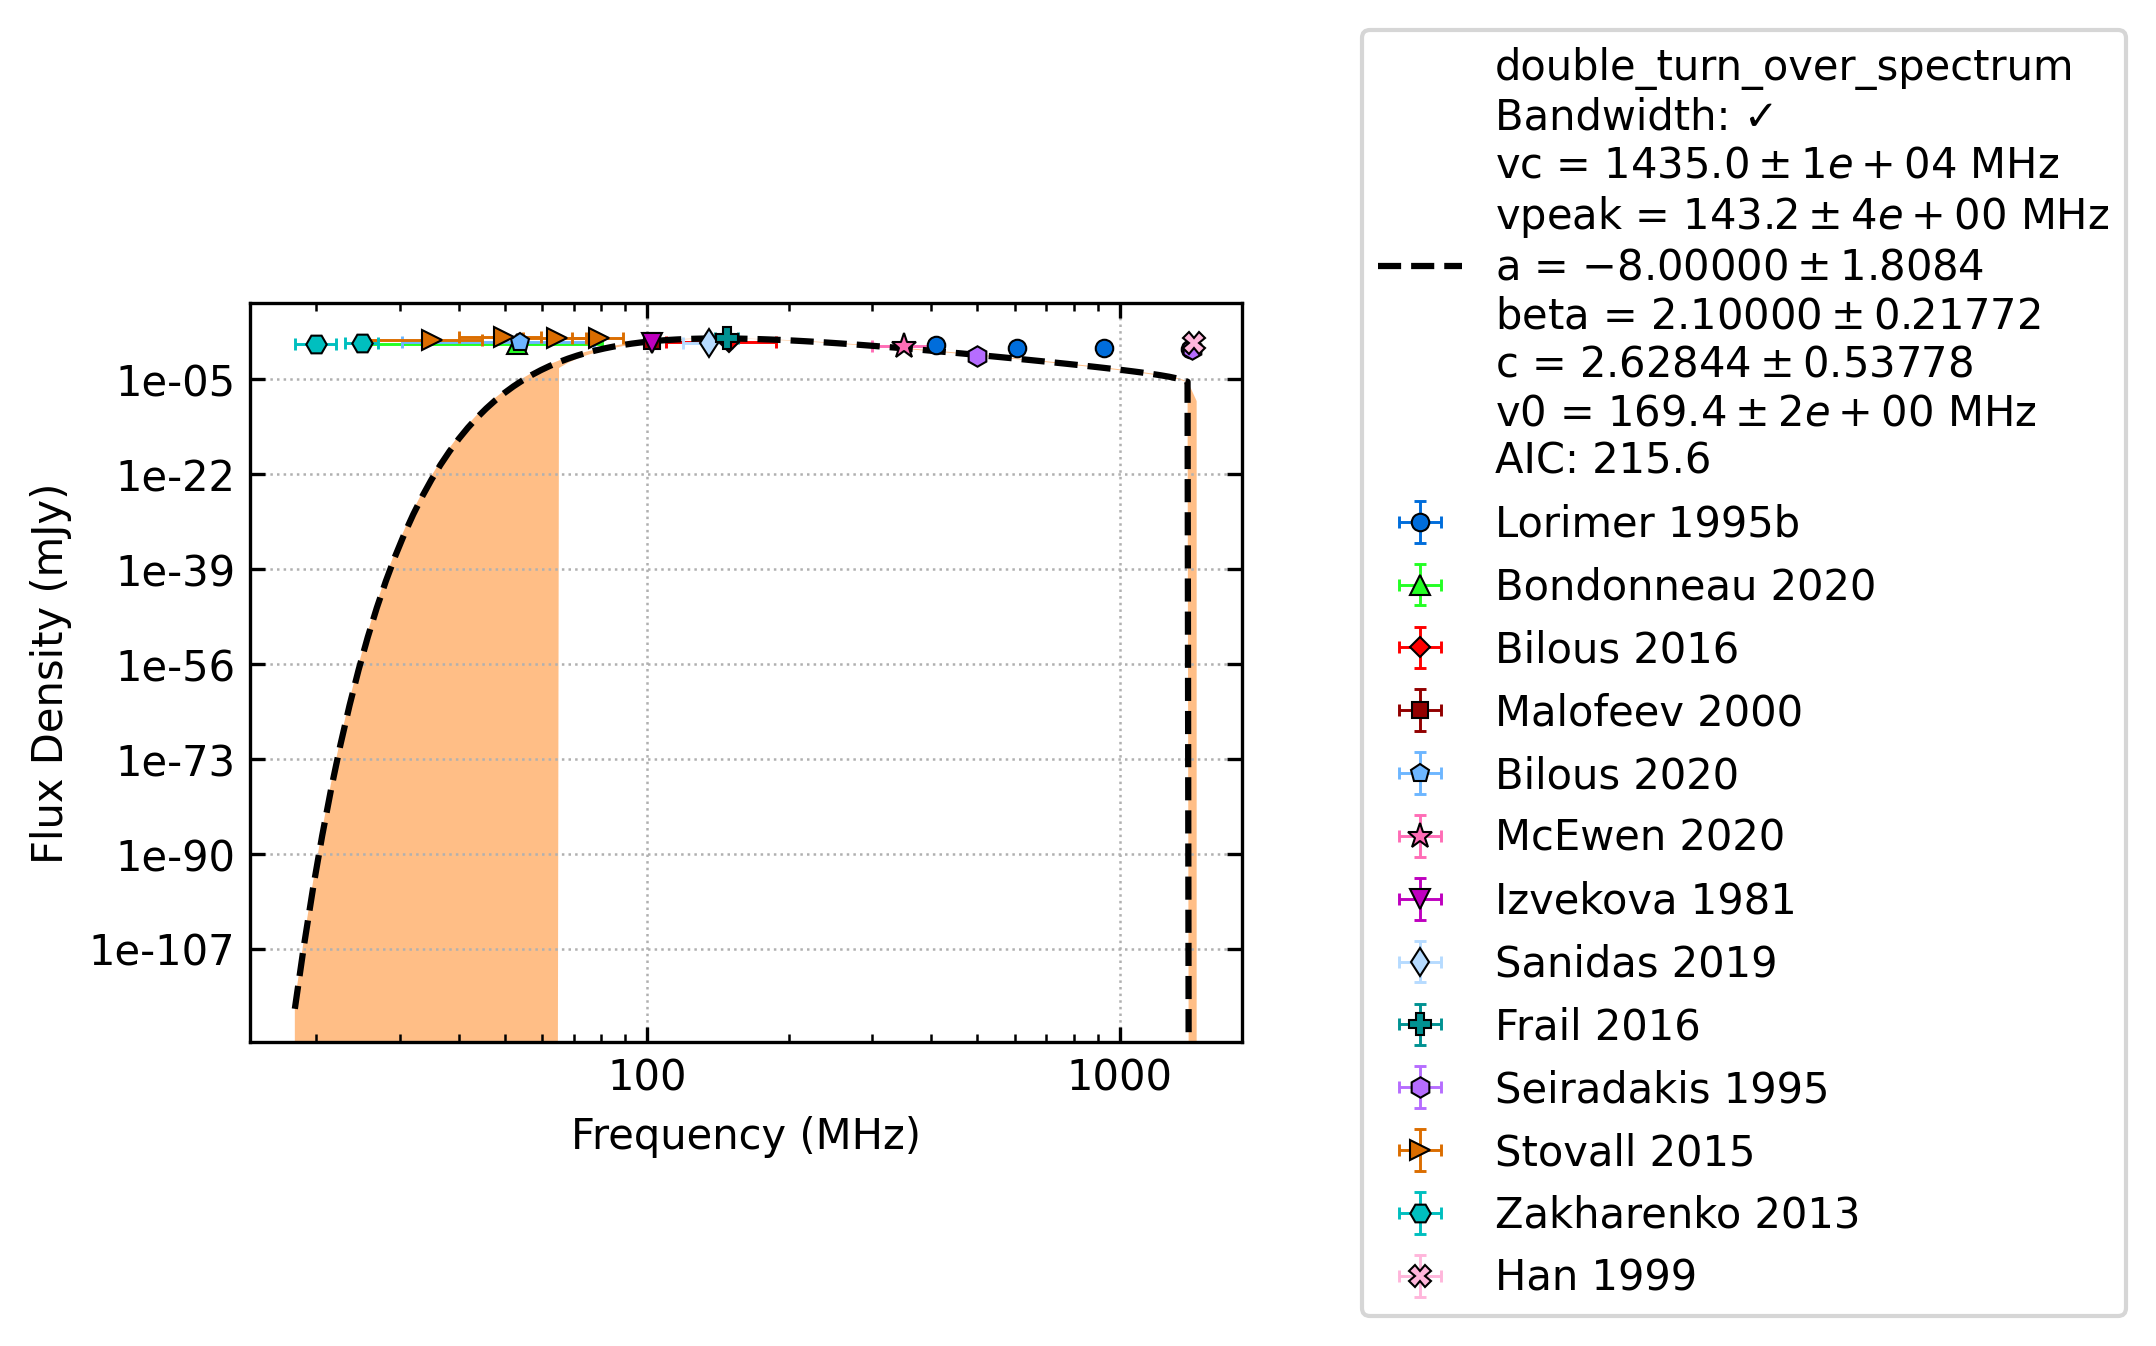 double_turn_over_spectrum
Bandwidth: ✓
vc = 1435.0 ± 1e + 04 MHz
vpeak = 143.2 ± 4e + 00 MHz
a = −8.00000 ± 1.8084
beta = 2.10000 ± 0.21772
c = 2.62844 ± 0.53778
v0 = 169.4 ± 2e + 00 MHz
AIC: 215.6
Lorimer 1995b
Bondonneau 2020
Bilous 2016
Malofeev 2000
Bilous 2020
McEwen 2020
Izvekova 1981
Sanidas 2019
Frail 2016
Seiradakis 1995
Stovall 2015
Zakharenko 2013
Han 1999
Flux Density (mJy)
1e-05
1e-22
1e-39
1e-56
1e-73
1e-90
1e-107
100
1000
Frequency (MHz)